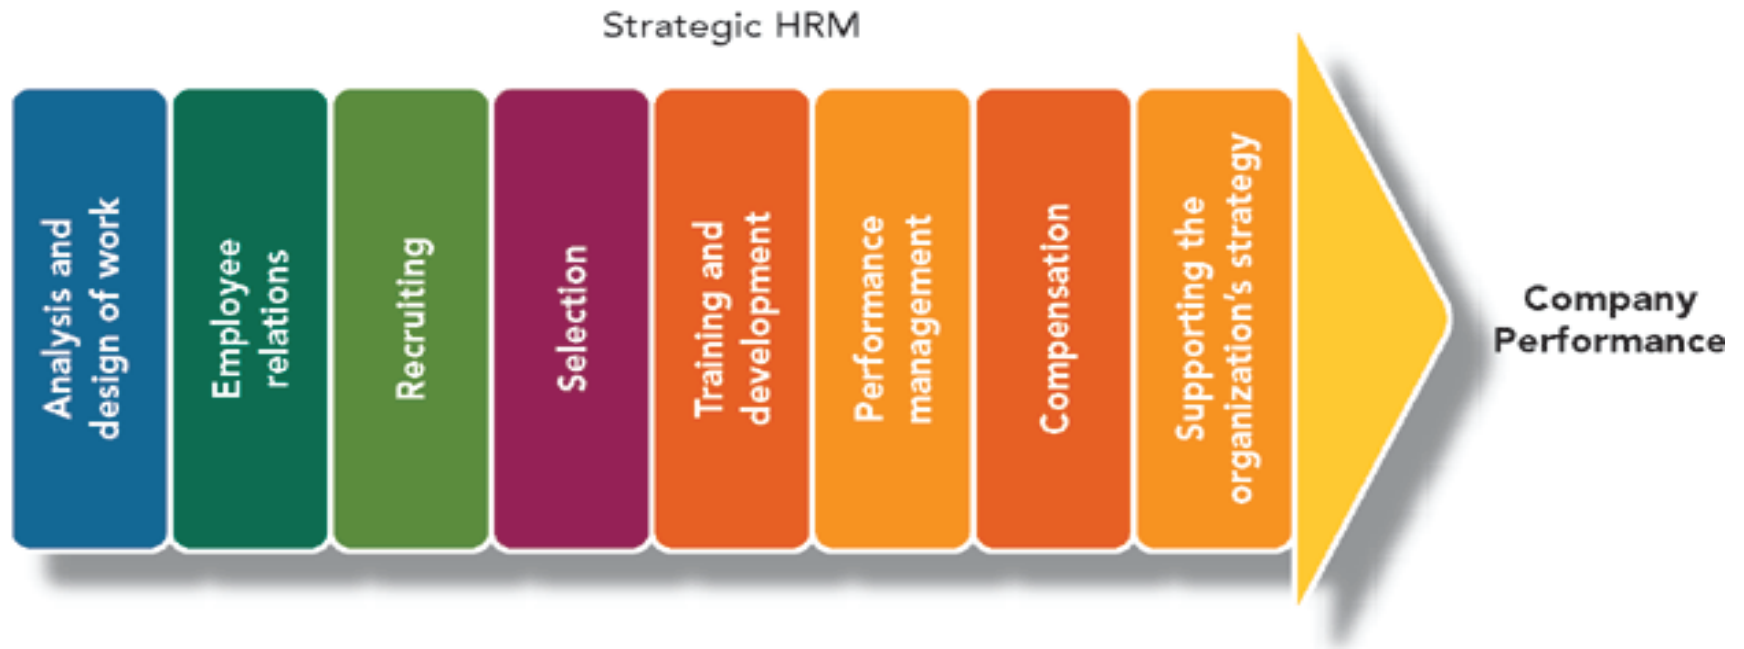 Strategic HRM
Analysis and
design of work
Employee
relations
Recruiting
Selection
Training and
development
Performance
management
Compensation
Supporting the
organization's strategy
Company
Performance